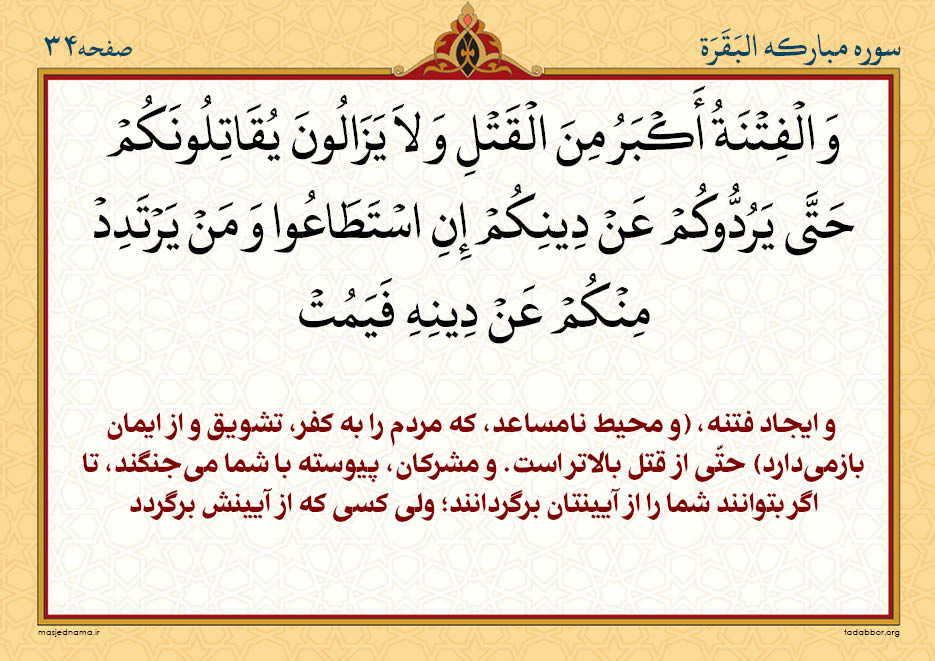 سوره مبارکه البَقَرَة
صفحه۳۴
وَ الْفِتْنَةُ أَكْبَرُ مِنَ الْقَتْلِ وَ لاَ يَزَالُونَ يُقَاتِلُونَكُمْ
حَتَّى يَرُدُّوكُمْ عَنْ دِينِكُمْ إِنِ اسْتَطَاعُوا وَ مَنْ يَرْتَدِدْ
مِنْكُمْ عَنْ دِينِهِ فَيَمُتْ
و ایجاد فتنه، (و محیط نامساعد، که مردم را به کفر، تشویق و از ایمان
بازمی‌دارد) حتّی از قتل بالاتر است. و مشرکان، پیوسته با شما می‌جنگند، تا
اگر بتوانند شما را از آیینتان برگردانند؛ ولی کسی که از آیینش برگردد
masjednama.ir
tadabbor.org